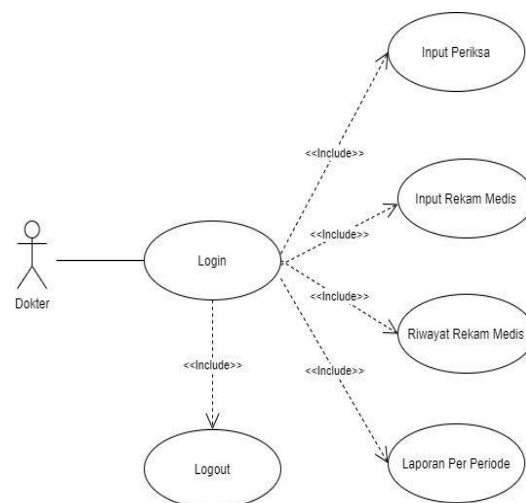 Input Periksa
<<Include>>
Input Rekam Medis
<<Include>>
Login
Dokter
<<Include>>
Riwayat Rekam Medis
<<Include>>
<<Include>>
Logout
Laporan Per Periode